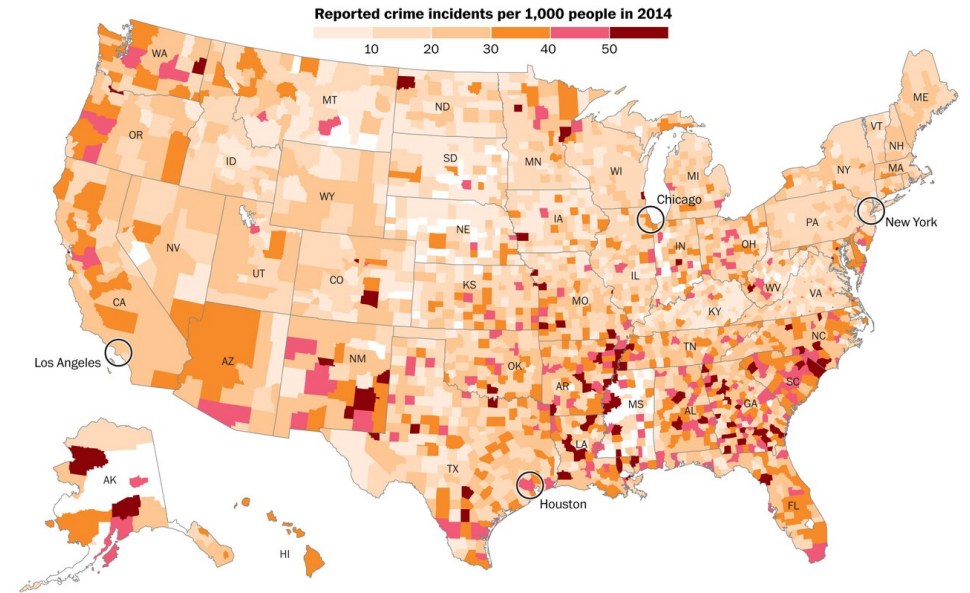 Reported crime incidents per 1,000 people in 2014
10 20 30 40 50
WA
MT
ND
MN
ME
VT
NH
OR
ID
SD
WI
MI
NY
MA
WY
Chicago
New York
NV
UT
NE
IA
PA
CO
IL
IN
OH
CA
KS
MO
WV
VA
KY
Los Angeles
AZ
NM
OK
AR
TN
NC
SC
MS
AL
GA
TX
LA
AK
Houston
FL
HI